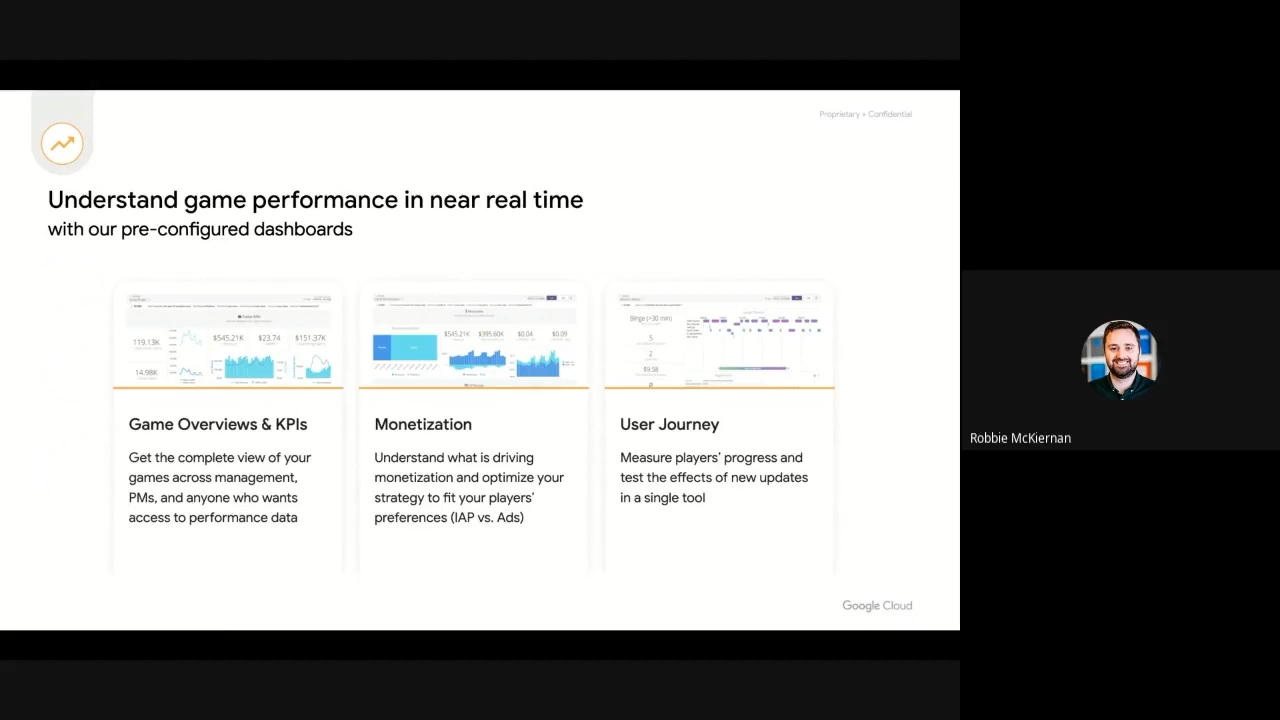 Proprietary + Confidential
Understand game performance in near real time
with our pre-configured dashboards
119.13K
$545.21K
$23.74
$151.37K
14.98K
$545.21K
$395.60K
$0.04
$0.09
Binge (>30 min)
5
2
$9.58
Game Overviews & KPIs
Get the complete view of your
games across management,
PMs, and anyone who wants
access to performance data
Monetization
Understand what is driving
monetization and optimize your
strategy to fit your players'
preferences (IAP vs. Ads)
User Journey
Measure players' progress and
test the effects of new updates
in a single tool
Google Cloud
Robbie McKiernan